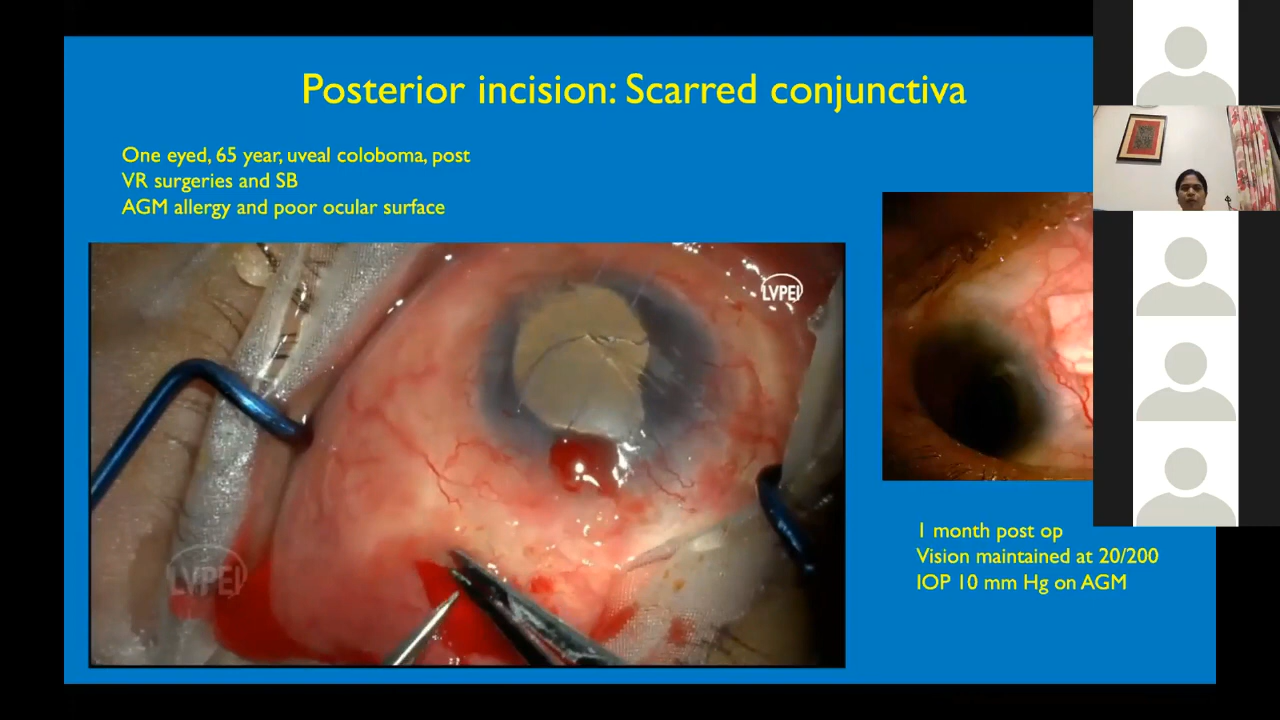 Posterior incision: Scarred conjunctiva
One eyed, 65 year, uveal coloboma, post
VR surgeries and SB
AGM allergy and poor ocular surface
LVPEI
LVPEI
1 month post op
Vision maintained at 20/200
IOP 10 mm Hg on AGM